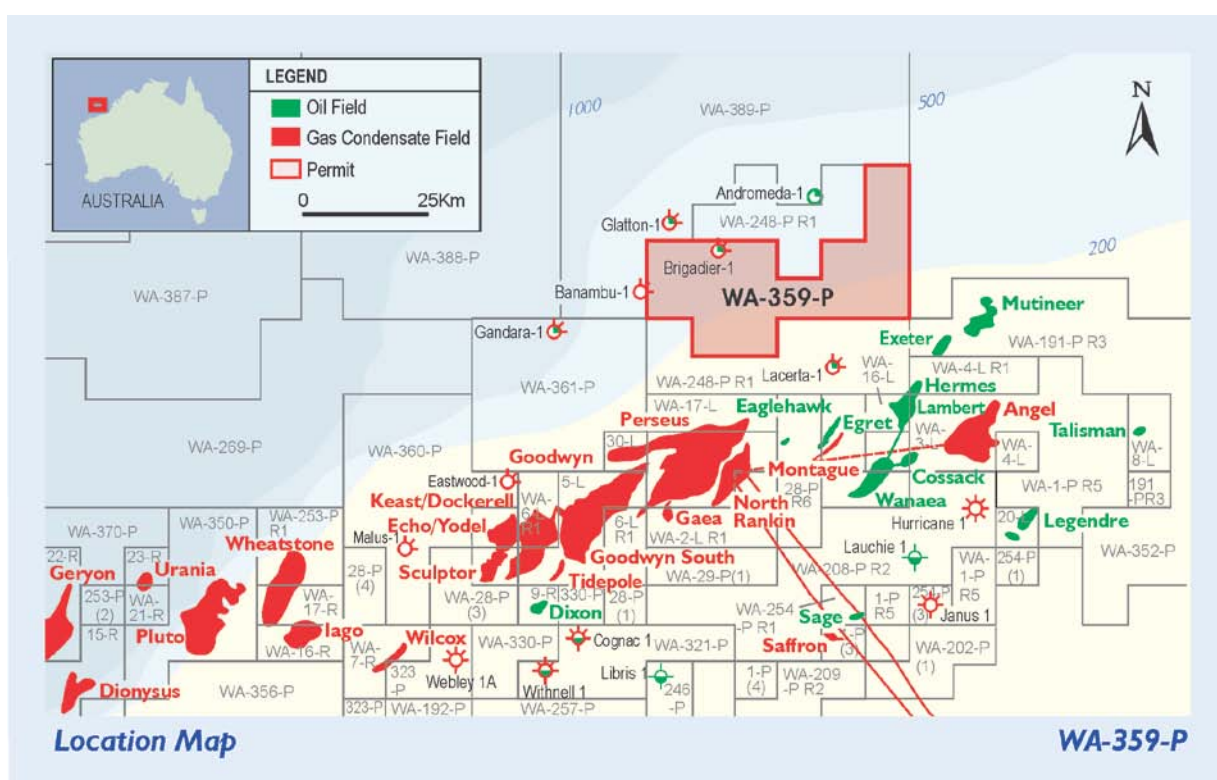 LEGEND
Oil Field
Gas Condensate Field
Permit
0 25Km
AUSTRALIA
N
1000
500
200
WA-389-P
Andromeda-1
Glatton-1
WA-248-P R1
WA-388-P
Brigadier-1
WA-387-P
Banambu-1
WA-359-P
Mutineer
Gandara-1
Exeter
WA-191-P R3
Lacerta-1
WA-
16-L
WA-4-L R1
WA-361-P
WA-248-P R1
Hermes
WA-17-L
Eaglehawk
Lambert
Angel
Perseus
Egret
WA-
3-L
Talisman
WA-269-P
WA-360-P
30-L
WA-
4-L
WA-
8-L
Goodwyn
Montague
Cossack
Eastwood-1
5-L
28-P
R6
WA-1-P R5
191
-PR3
Keast/Dockerell
WA-
6-L
R1
North
Rankin
Wanaea
WA-370-P
WA-350-P
WA-253-P
R1
Echo/Yodel
6-L
R1
Gaea
Hurricane 1
20-L
Legendre
Wheatstone
Malus-1
WA-2-L R1
Lauchie 1
22-R
23-R
Goodwyn South
254-P
(1)
WA-352-P
Geryon
Urania
28-P
(4)
Sculptor
Tidepole
WA-29-P(1)
WA-208-P R2
WA-
1-P
R5
253-P
(2)
WA-
21-R
WA-
17-R
WA-28-P
(3)
9-R
330-P
28-P
(1)
WA-254
-P R1
1-P
R5
254-P
(3)
Dixon
Sage
Janus 1
15-R
Pluto
Iago
Wilcox
WA-330-P
Cognac 1
WA-321-P
Saffron
-P
(3)
WA-202-P
(1)
WA-16-R
WA-
7-R
Dionysus
WA-356-P
323
-P
Webley 1A
Withnell 1
Libris 1
246
-P
1-P
(4)
WA-209
-P R2
323-P
WA-192-P
WA-257-P
Location Map
WA-359-P